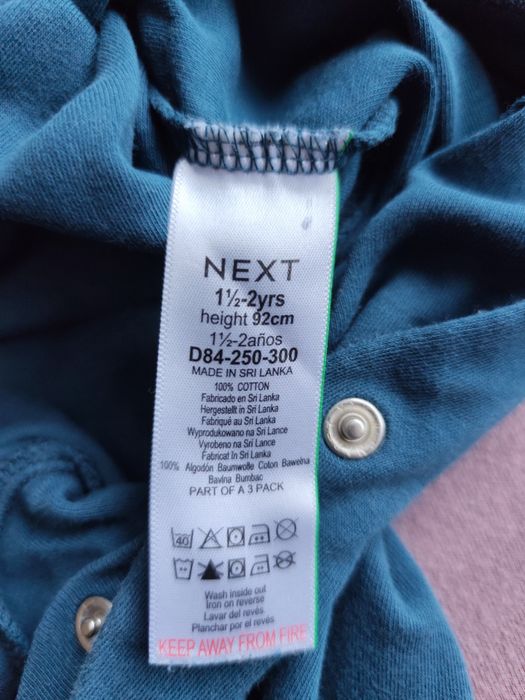 NEXT
1½-2yrs
height 92cm
1½-2años
D84-250-300
MADE IN SRI LANKA
100% COTTON
Fabricado en Sri Lanka
Hergestellt in Sri Lanka
Fabriqué au Sri Lanka
Wyprodukowano na Sri Lance
Vyrobeno na Sri Lance
Fabricat în Sri Lanka
100% Algodón Baumwolle Coton Bawełna
Bavlna Bumbac
PART OF A 3 PACK
40
Wash inside out
Iron on reverse
Lavar del revés
Planchar por el revés
KEEP AWAY FROM FIRE